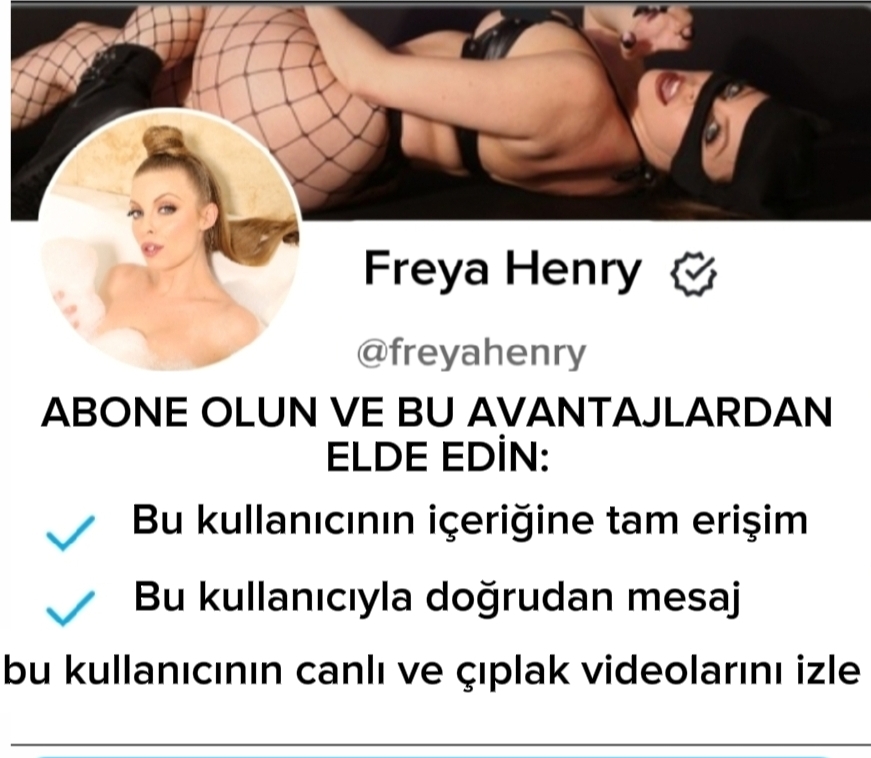 Freya Henry
@freyahenry
ABONE OLUN VE BU AVANTAJLARDAN
ELDE EDİN:
Bu kullanıcının içeriğine tam erişim
Bu kullanıcıyla doğrudan mesaj
bu kullanıcının canlı ve çıplak videolarını izle